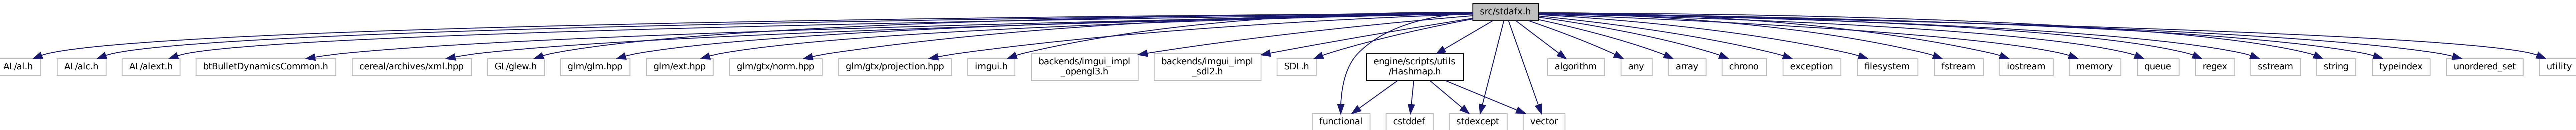 src/stdafx.h
AL/al.h
AL/alc.h
AL/alext.h
btBulletDynamicsCommon.h
cereal/archives/xml.hpp
GL/glew.h
glm/glm.hpp
glm/ext.hpp
glm/gtx/norm.hpp
glm/gtx/projection.hpp
imgui.h
backends/imgui_impl
_opengl3.h
backends/imgui_impl
_sdl2.h
SDL.h
engine/scripts/utils
/Hashmap.h
algorithm
any
array
chrono
exception
filesystem
fstream
iostream
memory
queue
regex
sstream
string
typeindex
unordered_set
utility
functional
cstddef
stdexcept
vector